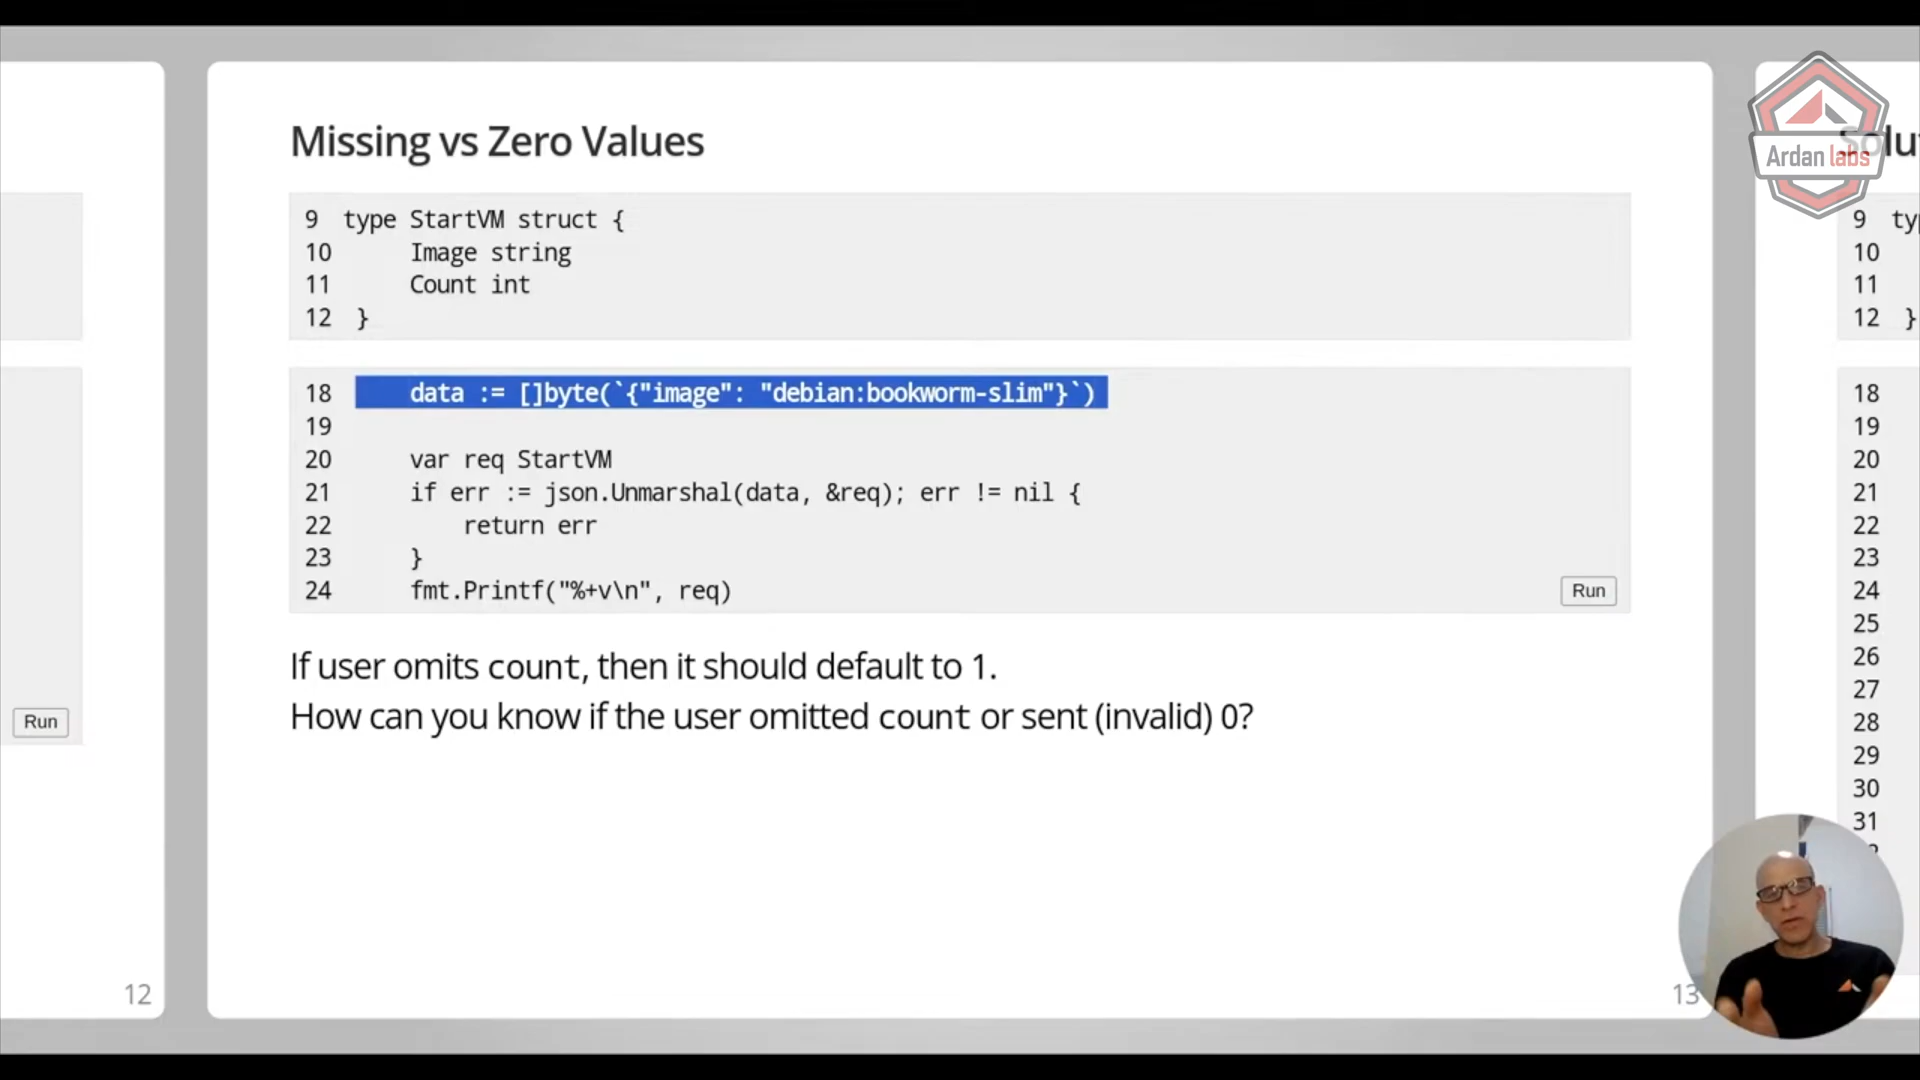 Missing vs Zero Values
9 type StartVM struct {
10 Image string
11 Count int
12 }
18 data := []byte(`{"image": "debian:bookworm-slim"}`)
19
20 var req StartVM
21 if err := json.Unmarshal(data, &req); err != nil {
22 return err
23 }
24 fmt.Printf("%+v\n", req)
Run
If user omits count, then it should default to 1.
How can you know if the user omitted count or sent (invalid) 0?
13
Run
12
Ardan labs
9
10
11
12 }
18
19
20
21
22
23
24
25
26
27
28
29
30
31